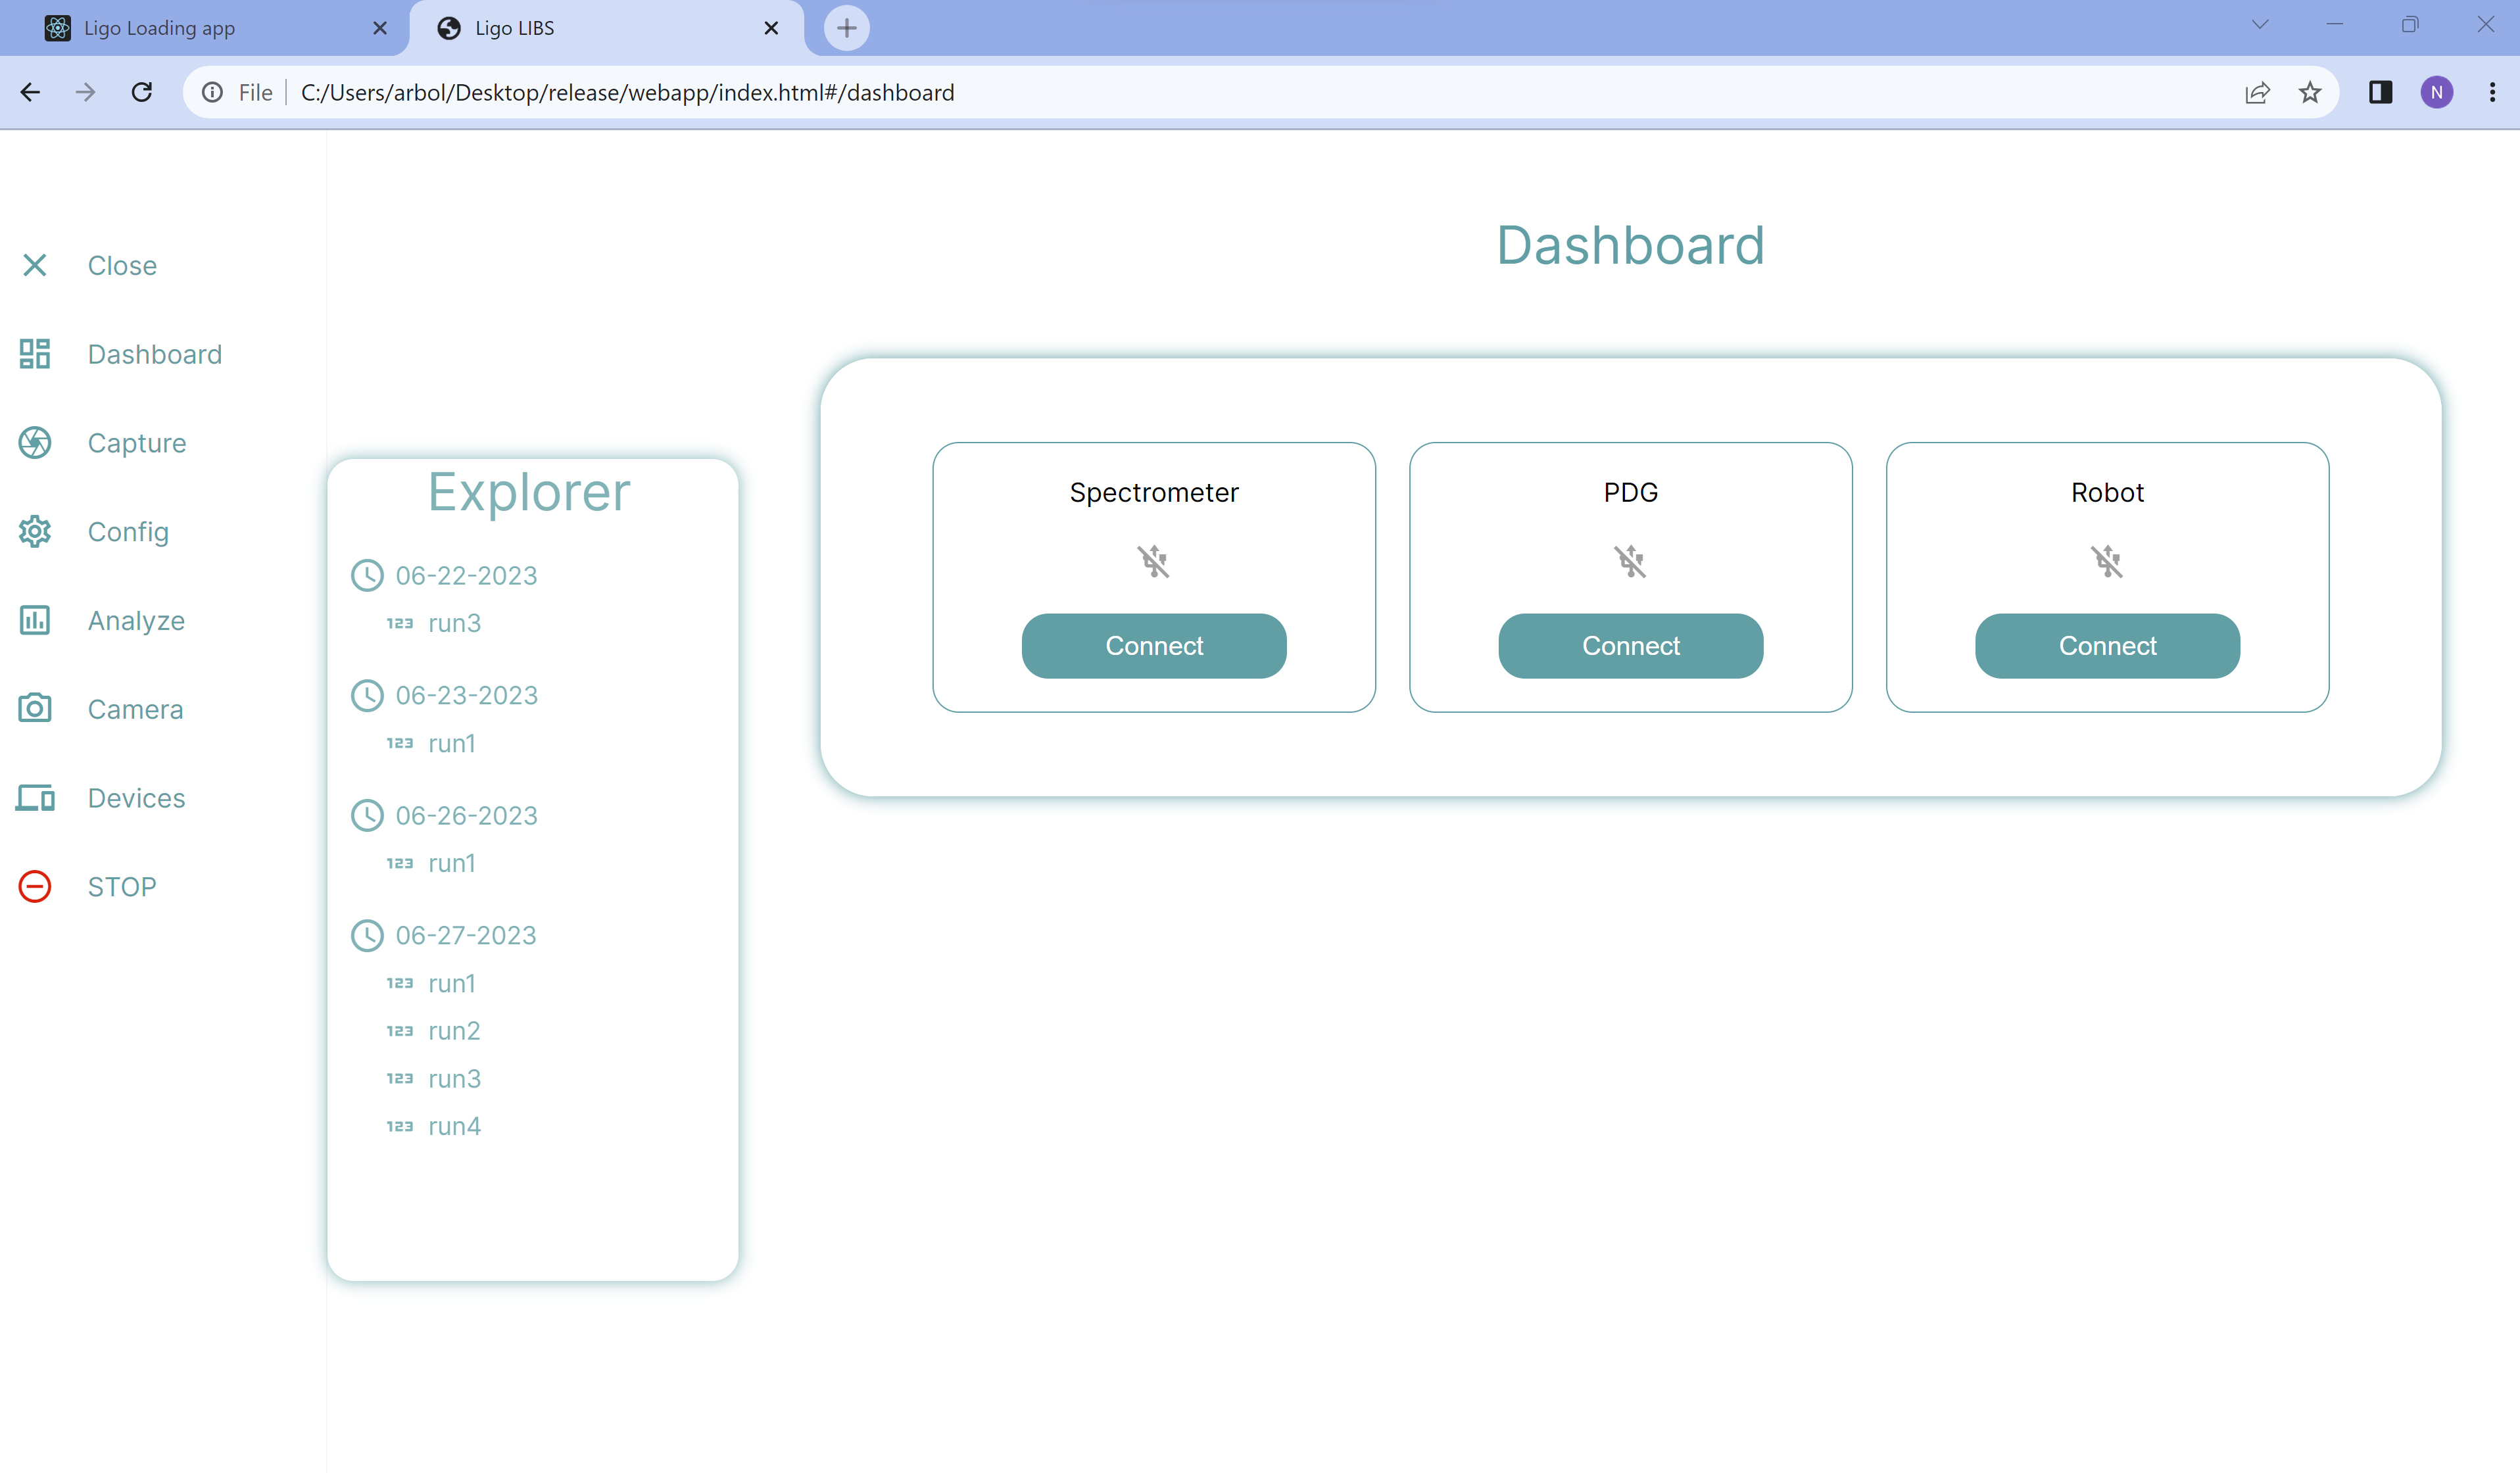 Ligo Loading app
Ligo LIBS
File
C:/Users/arbol/Desktop/release/webapp/index.html#/dashboard
N
Close
Dashboard
Capture
Config
Analyze
Camera
Devices
STOP
Explorer
06-22-2023
123 run3
06-23-2023
123 run1
06-26-2023
123 run1
06-27-2023
123 run1
123 run2
123 run3
123 run4
Dashboard
Spectrometer
Connect
PDG
Connect
Robot
Connect